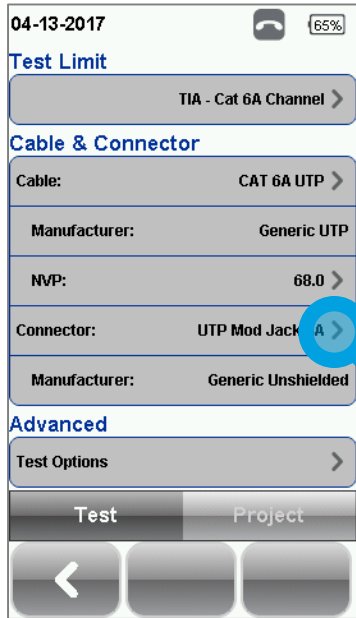 04-13-2017 65%
Test Limit
TIA - Cat 6A Channel
Cable & Connector
Cable: CAT 6A UTP
Manufacturer: Generic UTP
NVP: 68.0
Connector: UTP Mod Jack A
Manufacturer: Generic Unshielded
Advanced
Test Options
Test Project